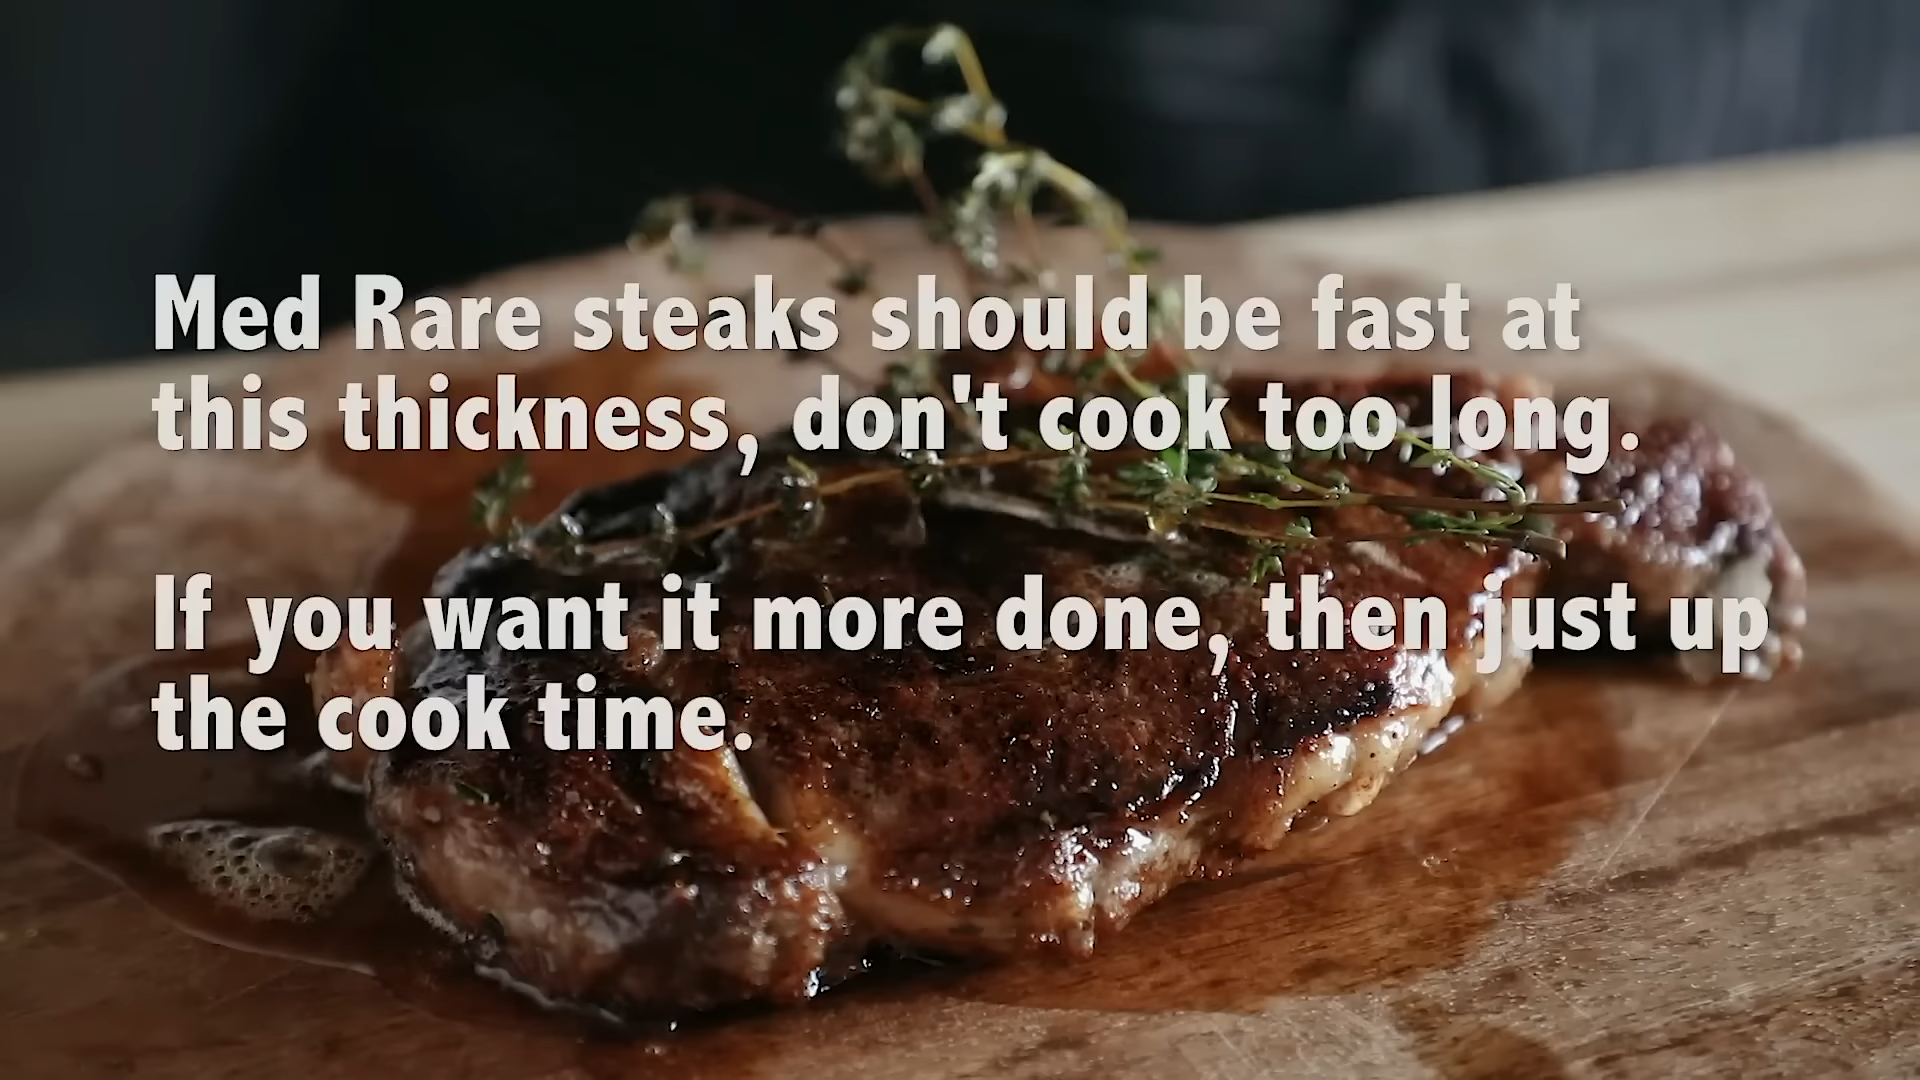 Med Rare steaks should be fast at
this thickness, don't cook too long.
If you want it more done, then just up
the cook time.